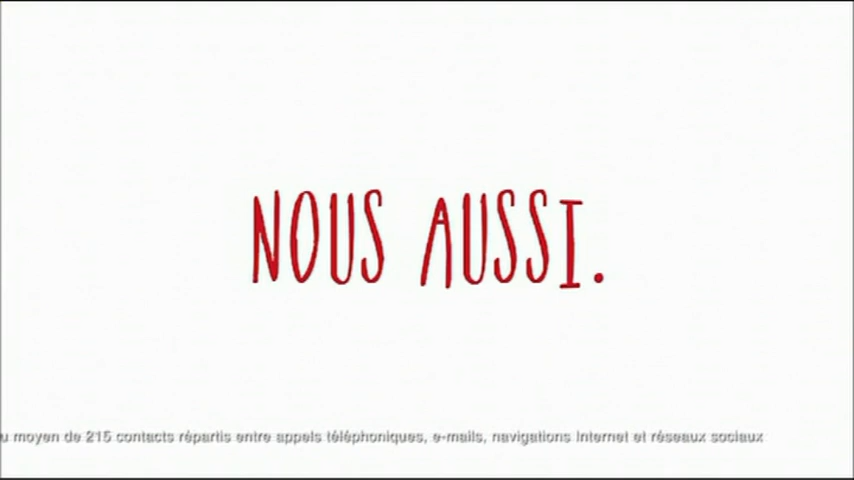 NOUS AUSSI.
u moyen de 215 contacts répartis entre appels téléphoniques, e-mails, navigations Internet et réseaux sociaux